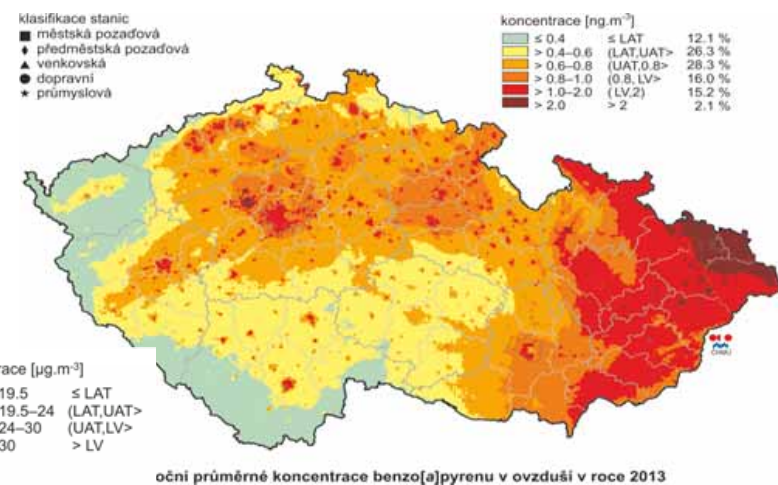 klasifikace stanic
městská pozaďová
předměstská pozaďová
venkovská
dopravní
průmyslová
koncentrace [ng.m-3]
≤ 0.4 ≤ LAT 12.1 %
> 0.4–0.6 (LAT,UAT> 26.3 %
> 0.6–0.8 (UAT,0.8> 28.3 %
> 0.8–1.0 (0.8, LV> 16.0 %
> 1.0–2.0 ( LV,2) 15.2 %
> 2.0 > 2 2.1 %
ČHMÚ
race [µg.m-3]
19.5 ≤ LAT
19.5–24 (LAT,UAT>
24–30 (UAT,LV>
30 > LV
oční průměrné koncentrace benzo[a]pyrenu v ovzduší v roce 2013